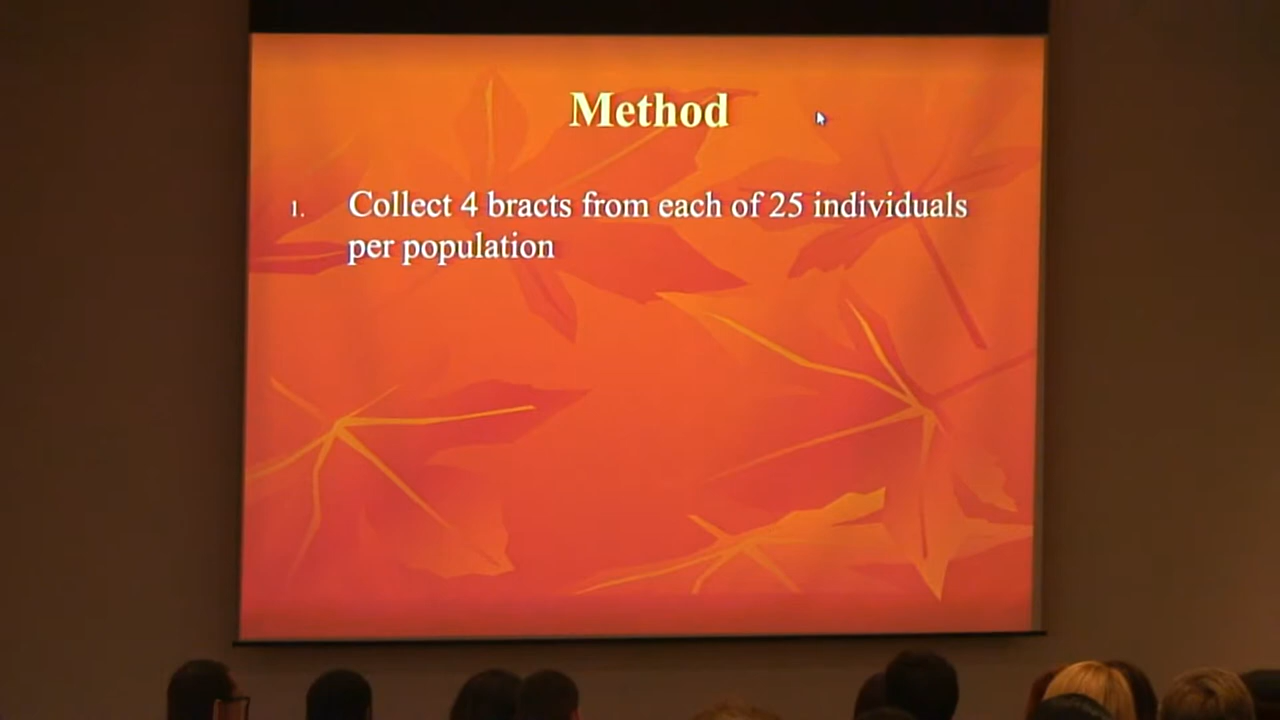 Method
1. Collect 4 bracts from each of 25 individuals
per population